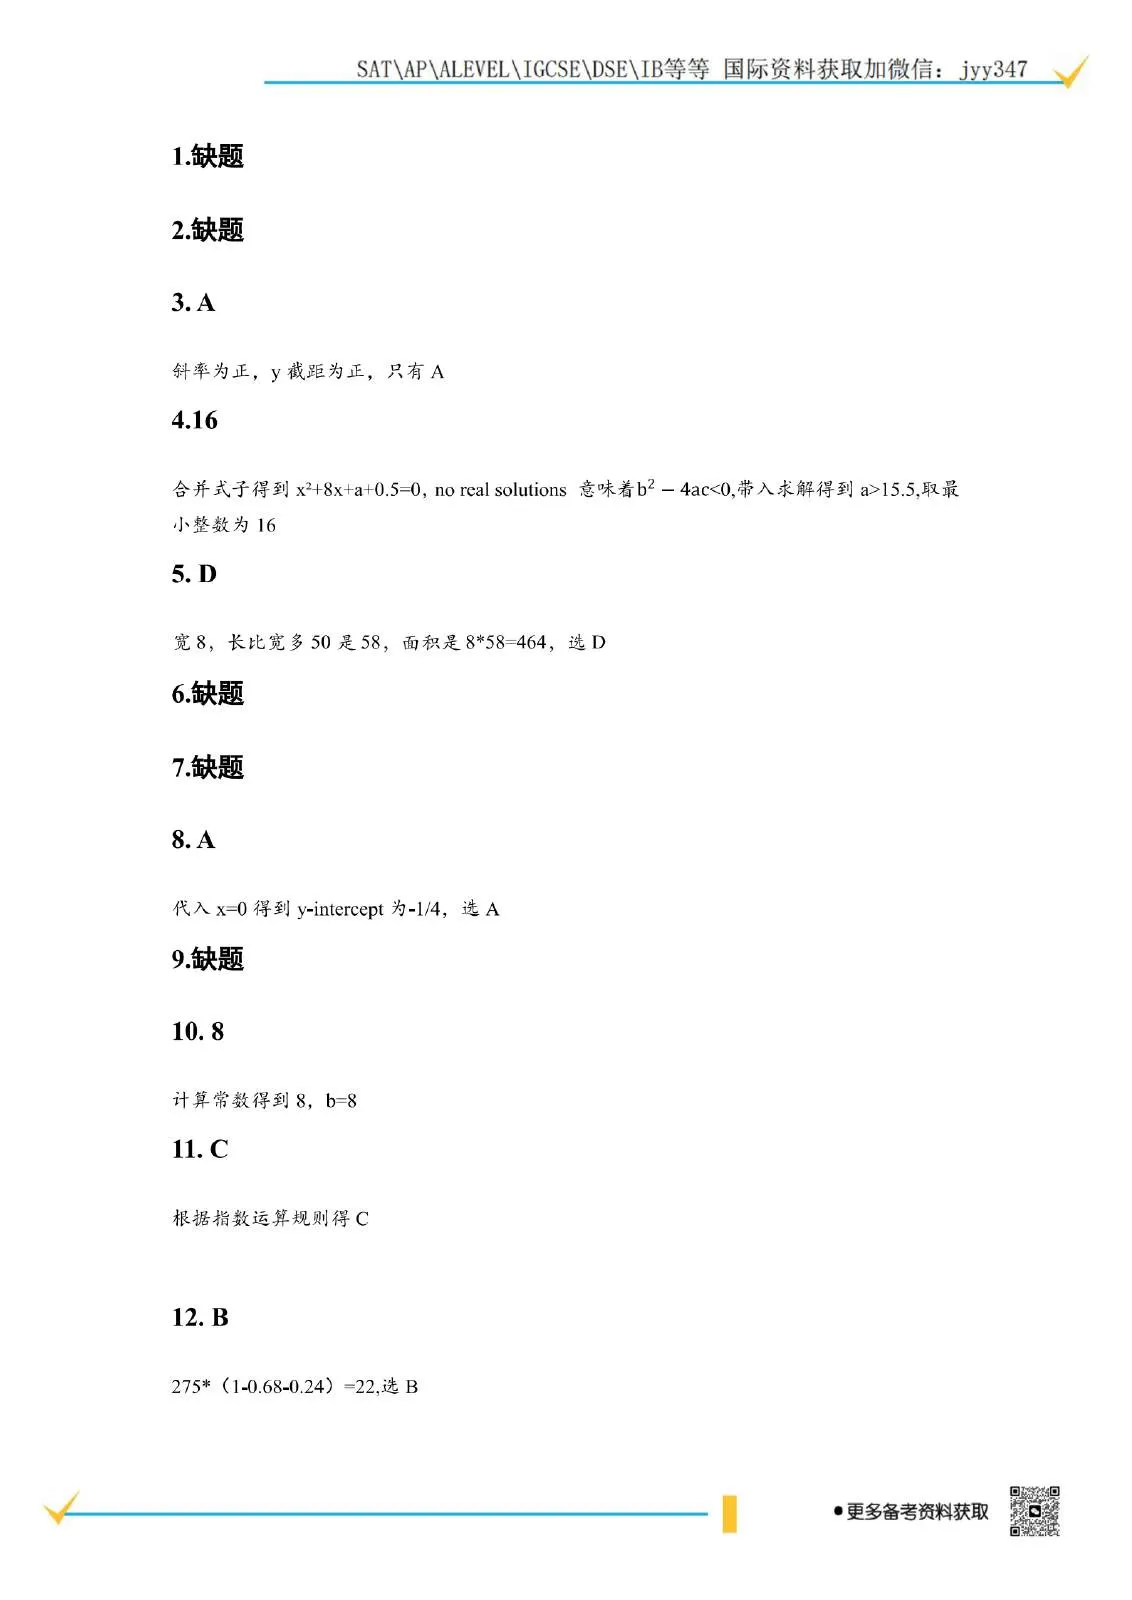 SAT\AP\ALEVEL\IGCSE\DSE\IB等等 国际资料获取加微信：jyy347
1.缺题
2.缺题
3. A
斜率为正，y 截距为正，只有 A
4.16
合并式子得到 x²+8x+a+0.5=0, no real solutions 意味着b² − 4ac<0,带入求解得到 a>15.5,取最
小整数为 16
5. D
宽 8，长比宽多 50 是 58，面积是 8*58=464，选 D
6.缺题
7.缺题
8. A
代入 x=0 得到 y-intercept 为-1/4，选 A
9.缺题
10. 8
计算常数得到 8，b=8
11. C
根据指数运算规则得 C
12. B
275*（1-0.68-0.24）=22,选 B
•更多备考资料获取